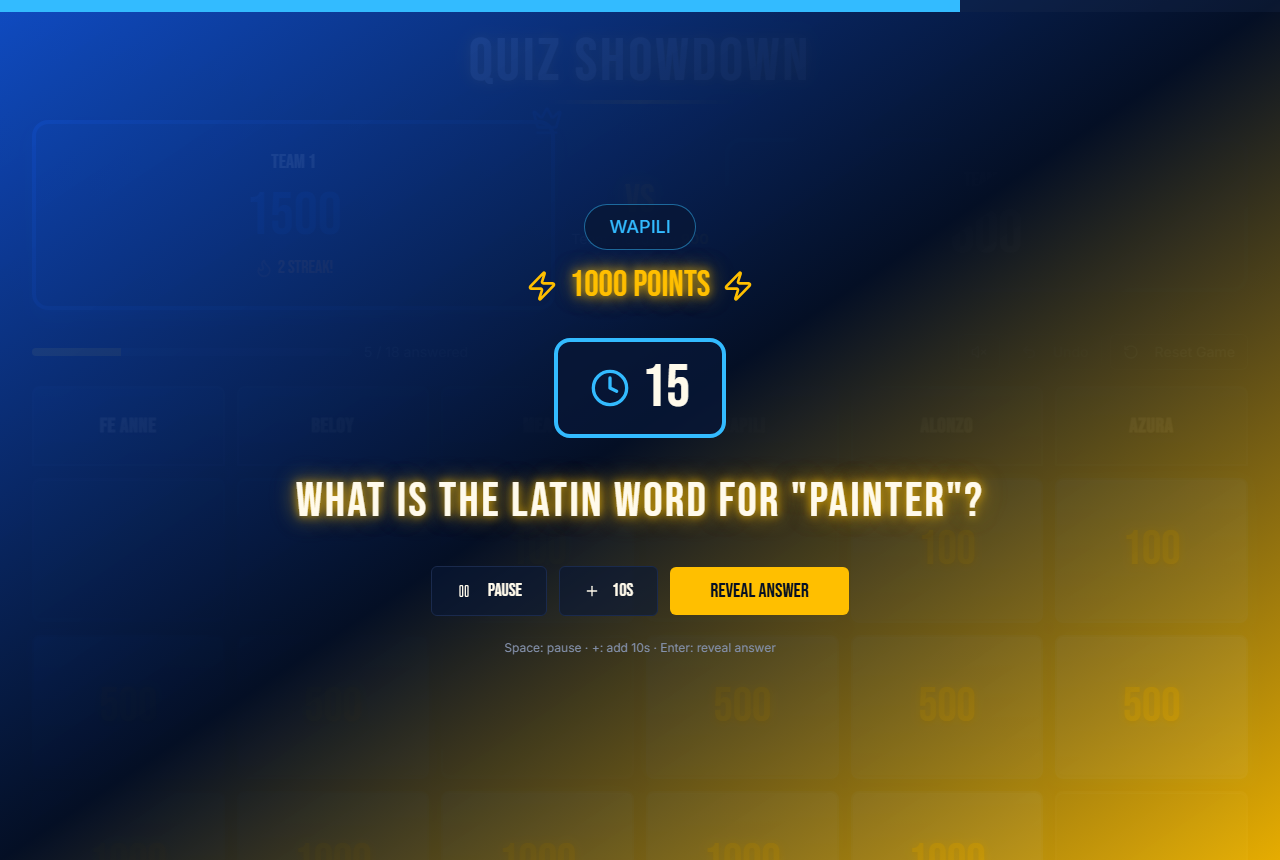 QUIZ SHOWDOWN
TEAM 1
1500
2 STREAK!
VS
WAPILI
1000 POINTS
15
FE ANNE
BELBY
ALONZO
AZBRA
WHAT IS THE LATIN WORD FOR "PAINTER"?
100
100
PAUSE
10S
REVEAL ANSWER
Space: pause · +: add 10s · Enter: reveal answer
500
500
500
500
1000
1000
1000
1000